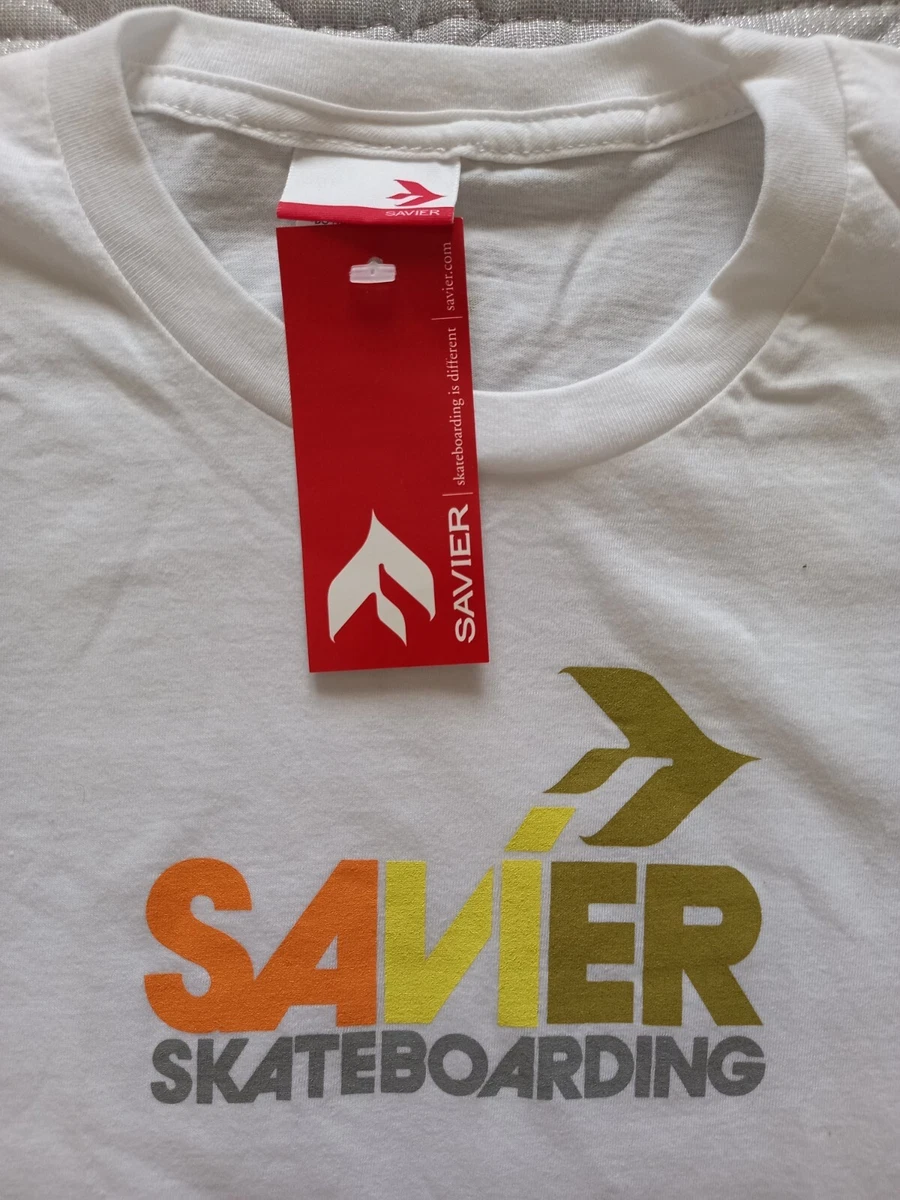 SAVIER
SAVIER | skateboarding is different | savier.com
SAVIER
SKATEBOARDING